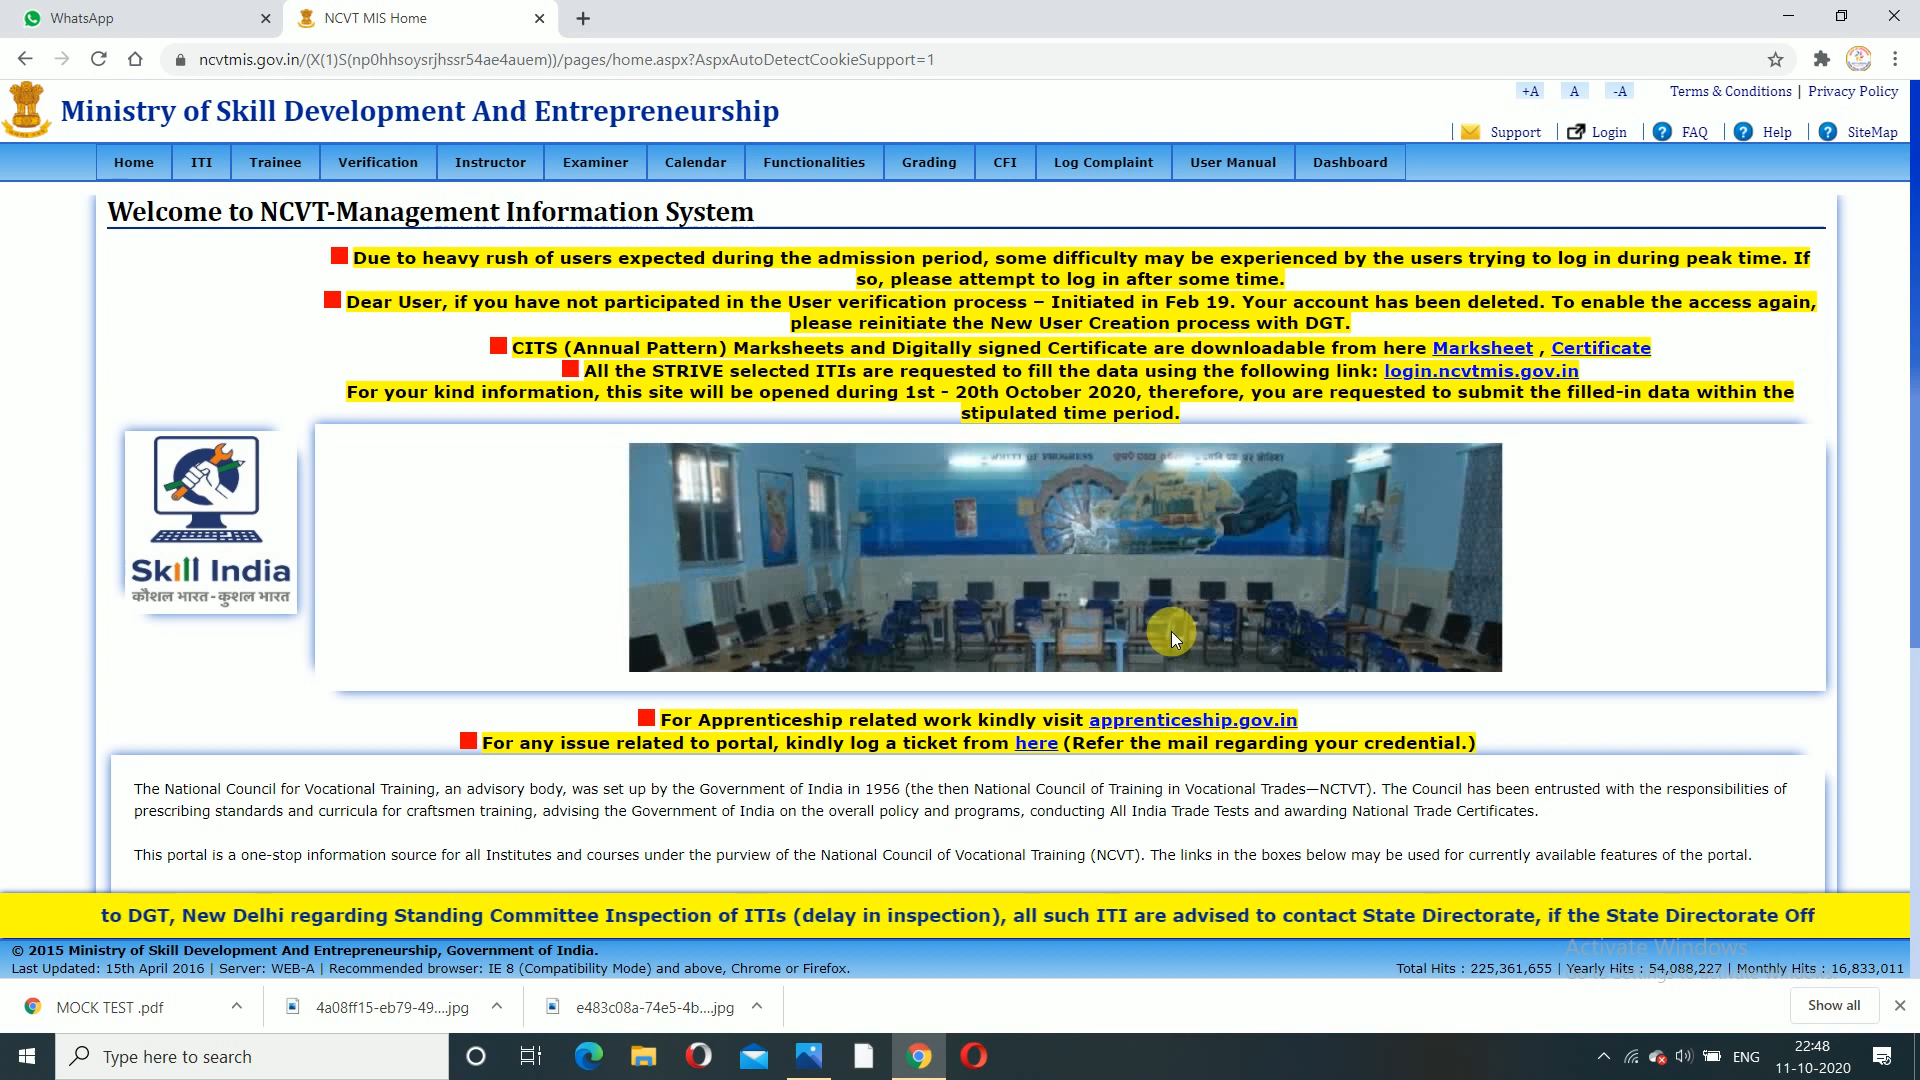 WhatsApp
NCVT MIS Home
ncvtmis.gov.in/(X(1)S(np0hhsoysrjhssr54ae4auem))/pages/home.aspx?AspxAutoDetectCookieSupport=1
Ministry of Skill Development And Entrepreneurship
+A A -A Terms & Conditions | Privacy Policy
Support Login FAQ Help SiteMap
Home ITI Trainee Verification Instructor Examiner Calendar Functionalities Grading CFI Log Complaint User Manual Dashboard
Welcome to NCVT-Management Information System
Due to heavy rush of users expected during the admission period, some difficulty may be experienced by the users trying to log in during peak time. If
so, please attempt to log in after some time.
Dear User, if you have not participated in the User verification process – Initiated in Feb 19. Your account has been deleted. To enable the access again,
please reinitiate the New User Creation process with DGT.
CITS (Annual Pattern) Marksheets and Digitally signed Certificate are downloadable from here Marksheet , Certificate
All the STRIVE selected ITIs are requested to fill the data using the following link: login.ncvtmis.gov.in
For your kind information, this site will be opened during 1st - 20th October 2020, therefore, you are requested to submit the filled-in data within the
stipulated time period.
Skill India
कौशल भारत - कुशल भारत
OF PROGRESS
For Apprenticeship related work kindly visit apprenticeship.gov.in
For any issue related to portal, kindly log a ticket from here (Refer the mail regarding your credential.)
The National Council for Vocational Training, an advisory body, was set up by the Government of India in 1956 (the then National Council of Training in Vocational Trades—NCTVT). The Council has been entrusted with the responsibilities of
prescribing standards and curricula for craftsmen training, advising the Government of India on the overall policy and programs, conducting All India Trade Tests and awarding National Trade Certificates.
This portal is a one-stop information source for all Institutes and courses under the purview of the National Council of Vocational Training (NCVT). The links in the boxes below may be used for currently available features of the portal.
to DGT, New Delhi regarding Standing Committee Inspection of ITIs (delay in inspection), all such ITI are advised to contact State Directorate, if the State Directorate Off
Activate Windows
© 2015 Ministry of Skill Development And Entrepreneurship, Government of India.
Last Updated: 15th April 2016 | Server: WEB-A | Recommended browser: IE 8 (Compatibility Mode) and above, Chrome or Firefox.
Total Hits : 225,361,655 | Yearly Hits : 54,088,227 | Monthly Hits : 16,833,011
MOCK TEST .pdf
4a08ff15-eb79-49....jpg
e483c08a-74e5-4b....jpg
Show all
Type here to search
ENG
22:48
11-10-2020